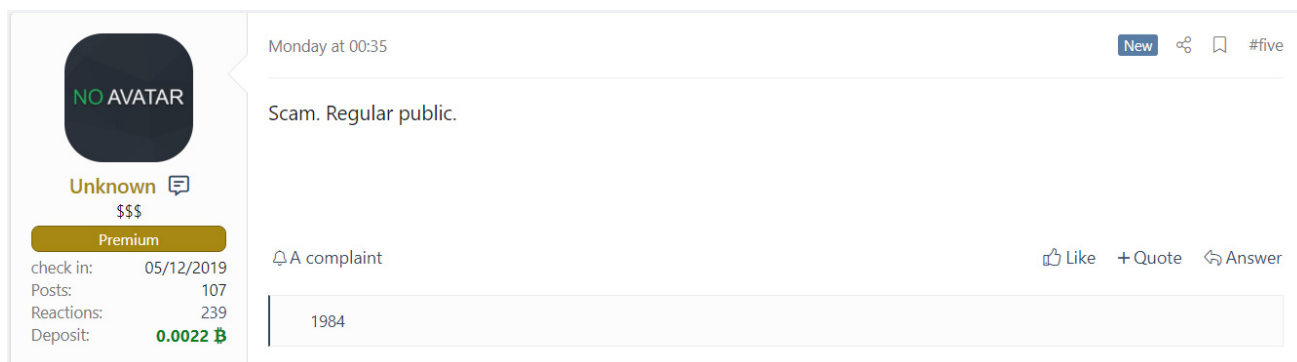 Monday at 00:35
New
#five
NO AVATAR
Scam. Regular public.
Unknown
$$$
Premium
check in: 05/12/2019
Posts: 107
Reactions: 239
Deposit: 0.0022 ₿
A complaint
Like
+ Quote
Answer
1984